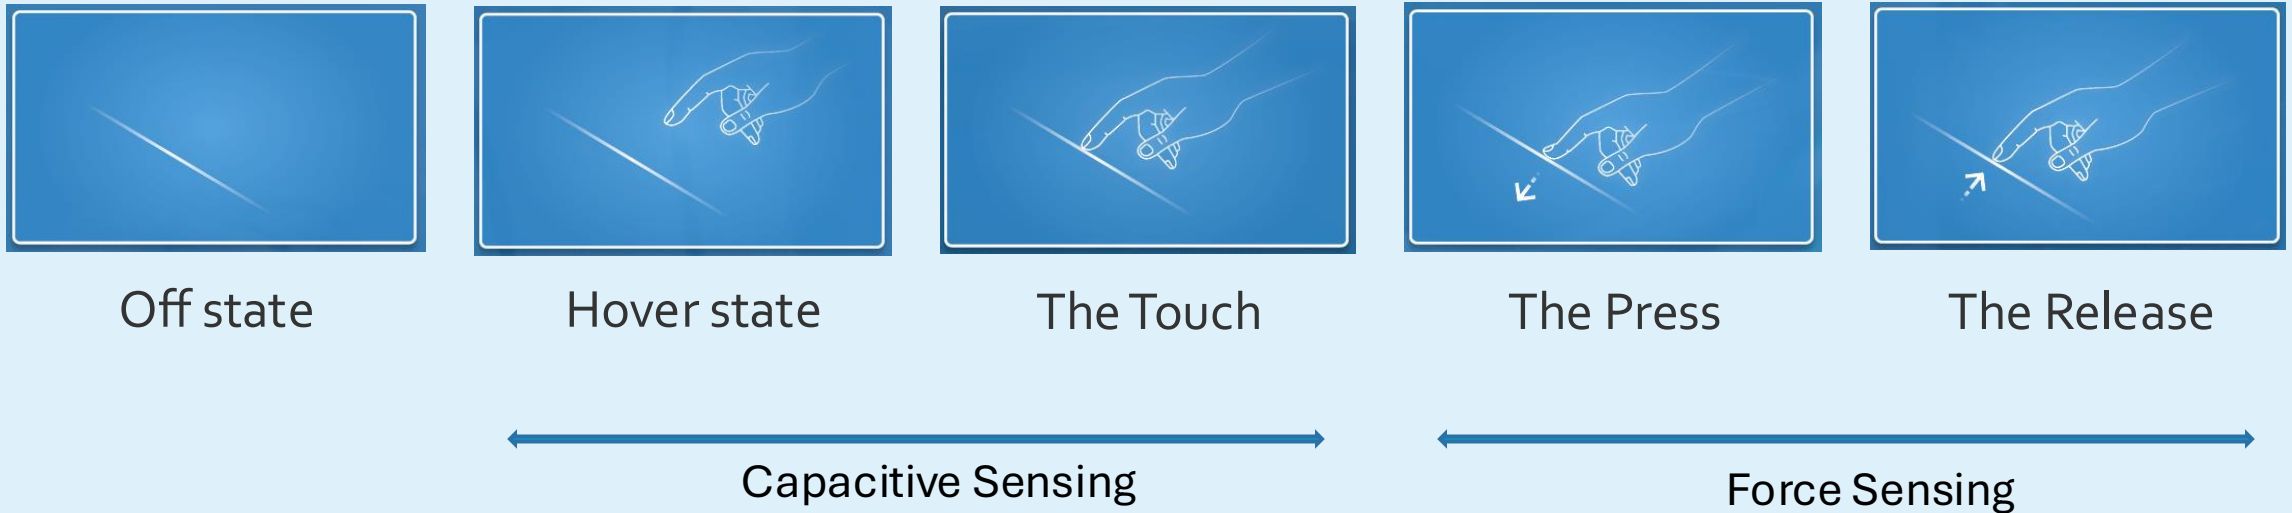 Off state
Hover state
The Touch
The Press
The Release
Capacitive Sensing
Force Sensing